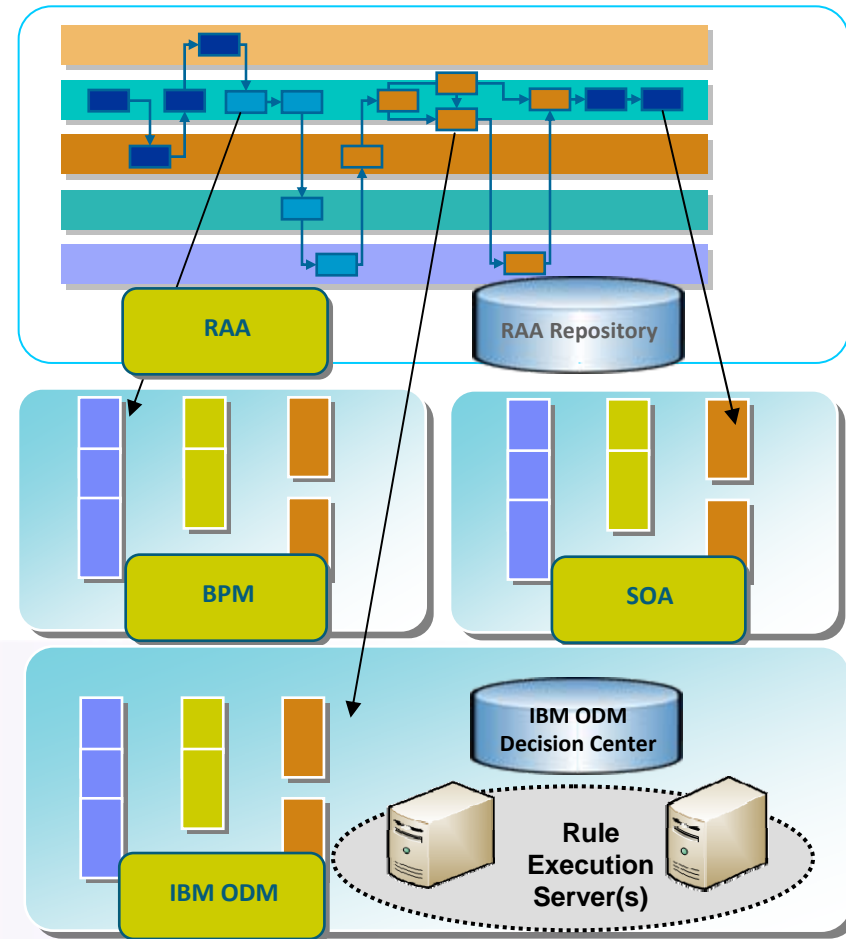 RAA
RAA Repository
BPM
SOA
IBM ODM
Decision Center
Rule
Execution
Server(s)
IBM ODM